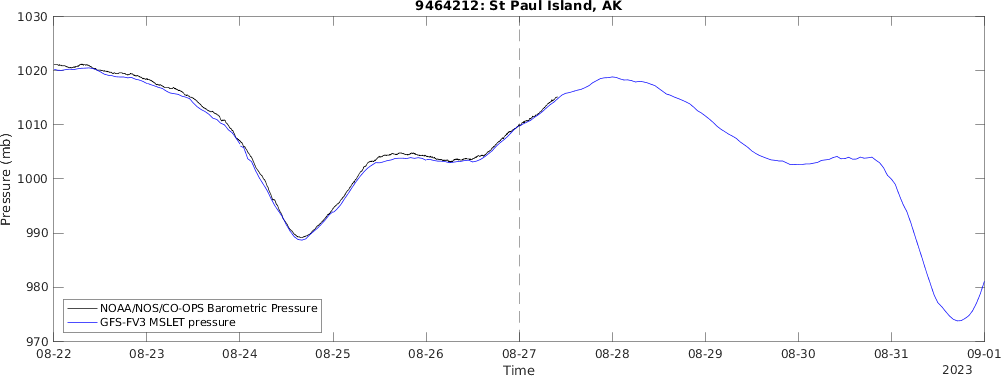 9464212: St Paul Island, AK
Pressure (mb)
1030
1020
1010
1000
990
980
970
NOAA/NOS/CO-OPS Barometric Pressure
GFS-FV3 MSLET pressure
08-22 08-23 08-24 08-25 08-26 08-27 08-28 08-29 08-30 08-31 09-01
Time
2023